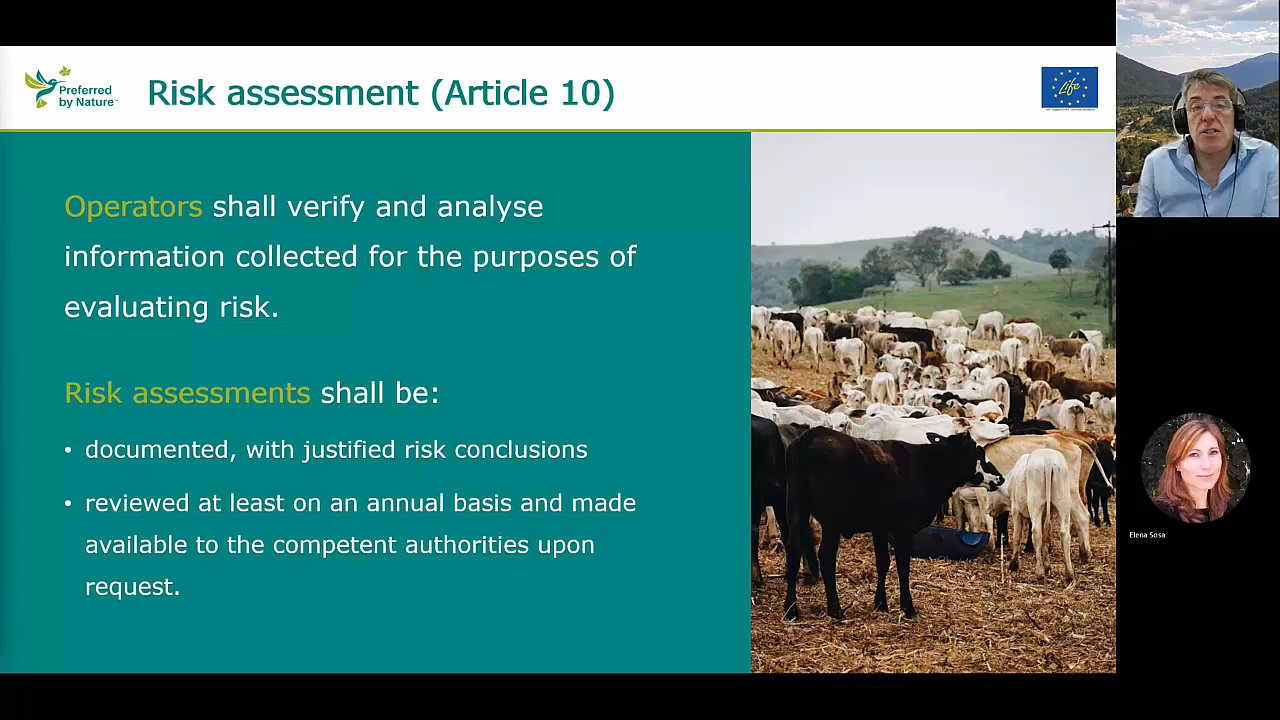 Preferred
by Nature™
Risk assessment (Article 10)
Life
Operators shall verify and analyse
information collected for the purposes of
evaluating risk.
Risk assessments shall be:
• documented, with justified risk conclusions
• reviewed at least on an annual basis and made
available to the competent authorities upon
request.
Elena Sosa